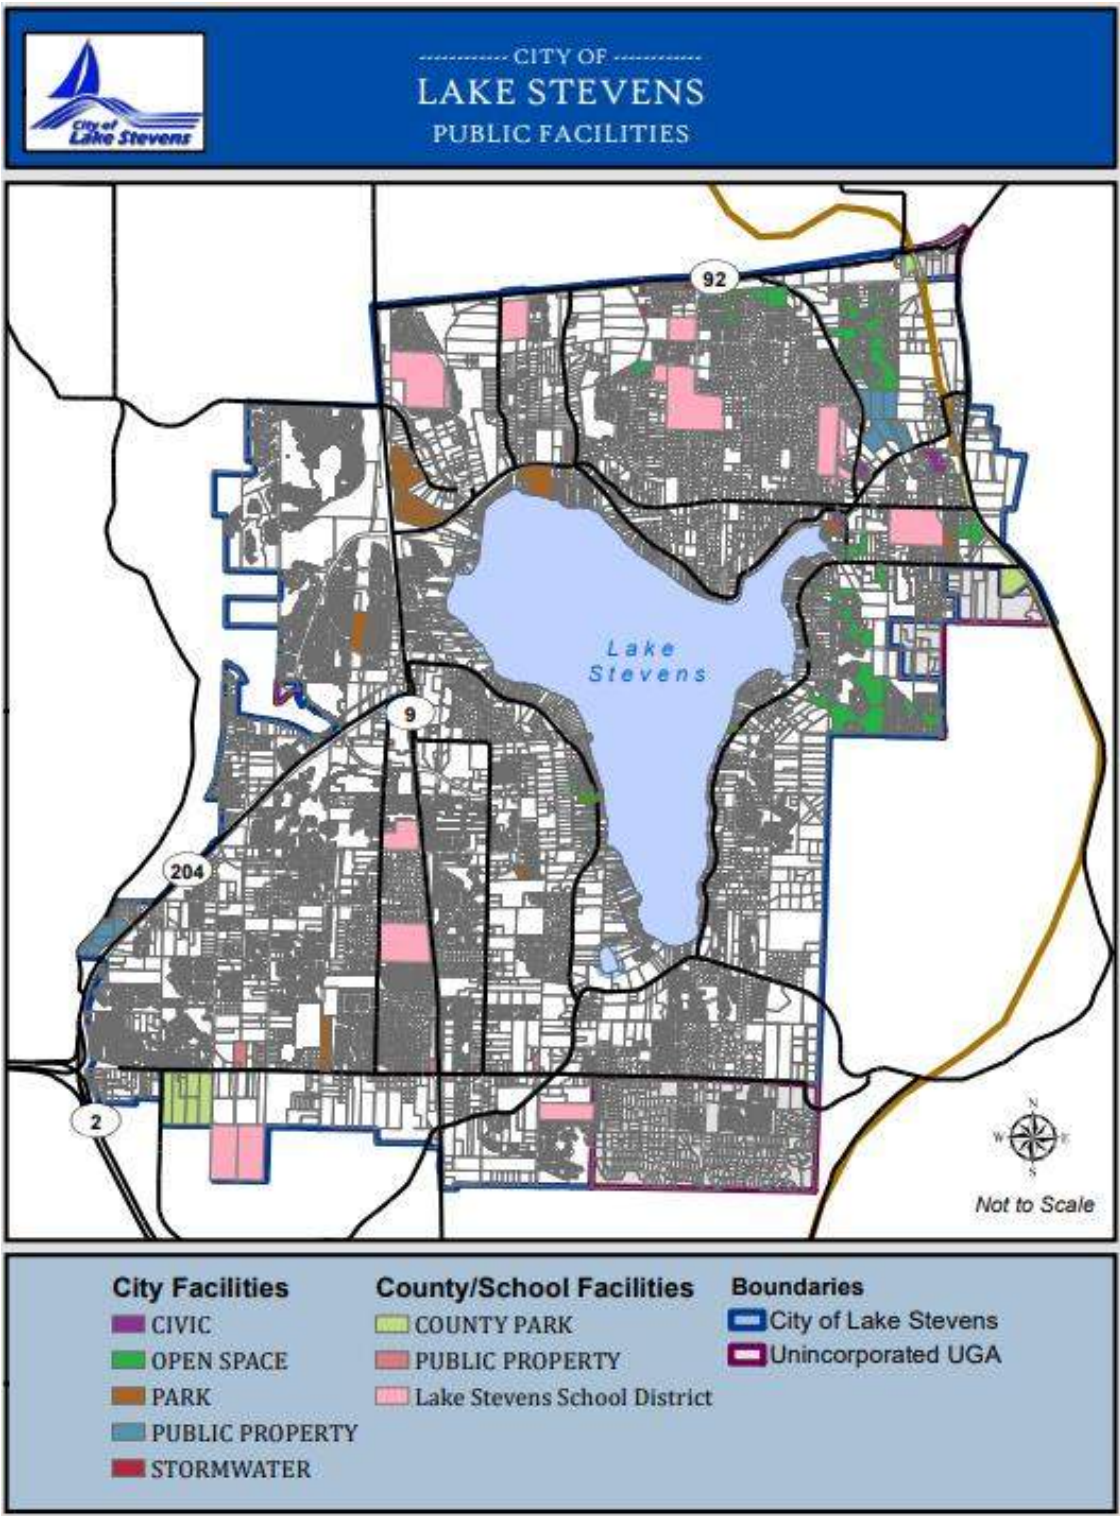 City of
Lake Stevens
------------ CITY OF ------------
LAKE STEVENS
PUBLIC FACILITIES
92
Lake
Stevens
9
204
2
N
W E
S
Not to Scale
City Facilities
CIVIC
OPEN SPACE
PARK
PUBLIC PROPERTY
STORMWATER
County/School Facilities
COUNTY PARK
PUBLIC PROPERTY
Lake Stevens School District
Boundaries
City of Lake Stevens
Unincorporated UGA